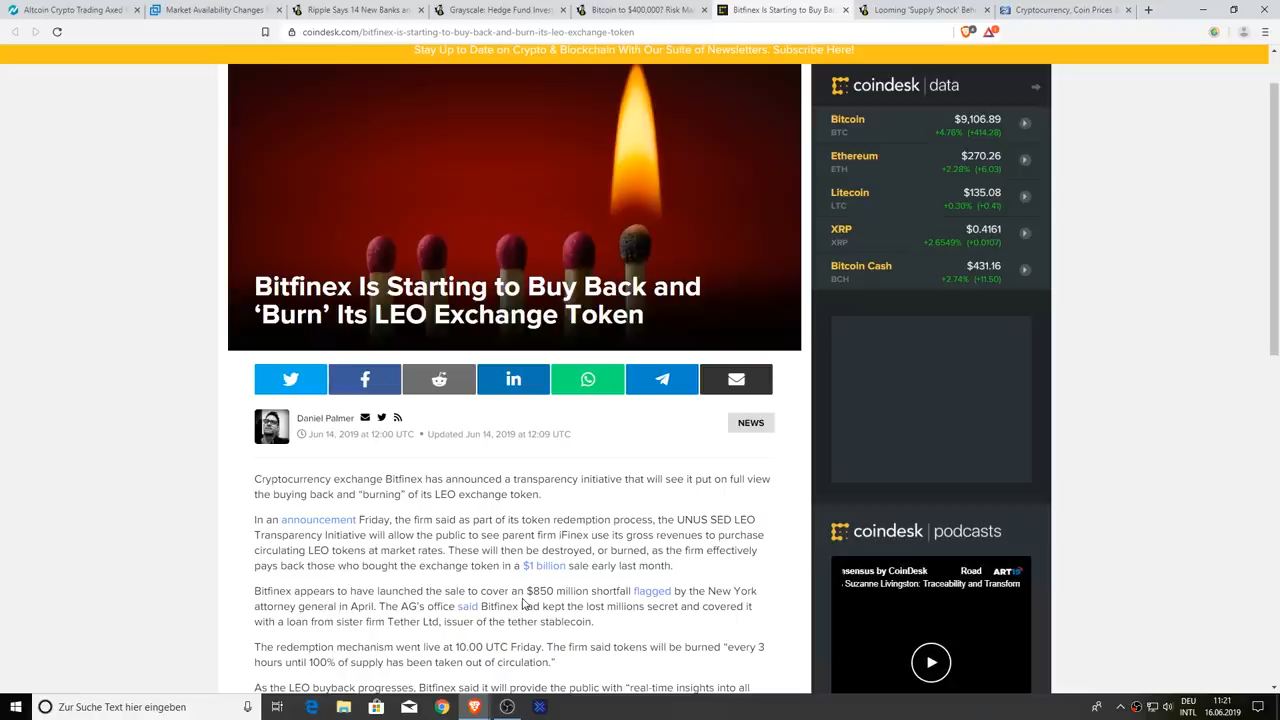 Altcoin Crypto Exodus? Traded
Market Availability Changes
Ripple Says 14 New Banks an
Grayscale: Hedge Fund Inves
Bitcoin to $400,000? Risk Ma
Bitfinex Is Starting to Buy Ba
Looming 'Supply Shock' Beh
Cryptocurrency, Coin Prices &
coindesk.com/bitfinex-is-starting-to-buy-back-and-burn-its-leo-exchange-token
Stay Up to Date on Crypto & Blockchain With Our Suite of Newsletters. Subscribe Here!
Bitfinex Is Starting to Buy Back and
‘Burn’ Its LEO Exchange Token
Daniel Palmer
Jun 14, 2019 at 12:00 UTC • Updated Jun 14, 2019 at 12:09 UTC
NEWS
Cryptocurrency exchange Bitfinex has announced a transparency initiative that will see it put on full view
the buying back and “burning” of its LEO exchange token.
In an announcement Friday, the firm said as part of its token redemption process, the UNUS SED LEO
Transparency Initiative will allow the public to see parent firm iFinex use its gross revenues to purchase
circulating LEO tokens at market rates. These will then be destroyed, or burned, as the firm effectively
pays back those who bought the exchange token in a $1 billion sale early last month.
Bitfinex appears to have launched the sale to cover an $850 million shortfall flagged by the New York
attorney general in April. The AG's office said Bitfinex had kept the lost millions secret and covered it
with a loan from sister firm Tether Ltd, issuer of the tether stablecoin.
The redemption mechanism went live at 10.00 UTC Friday. The firm said tokens will be burned “every 3
hours until 100% of supply has been taken out of circulation.”
As the LEO buyback progresses, Bitfinex said it will provide the public with “real-time insights into all
coindesk | data
Bitcoin $9,106.89
BTC +4.76% (+414.28)
Ethereum $270.26
ETH +2.28% (+6.03)
Litecoin $135.08
LTC +0.30% (+0.41)
XRP $0.4161
XRP +2.6549% (+0.0107)
Bitcoin Cash $431.16
BCH +2.74% (+11.50)
coindesk | podcasts
nsensus by CoinDesk Road ART19
Suzanne Livingston: Traceability and Transform
Zur Suche Text hier eingeben
DEU 11:21
INTL 16.06.2019